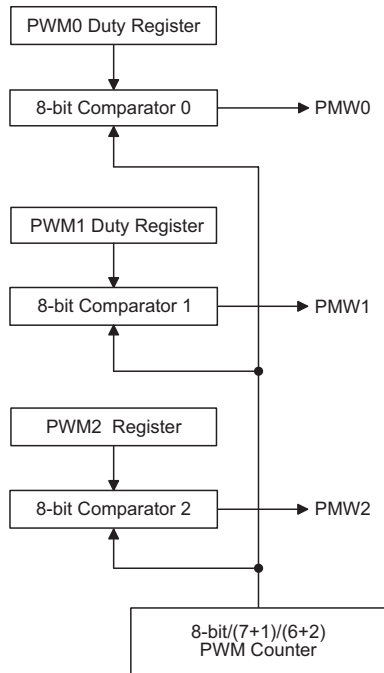 PWM0 Duty Register
8-bit Comparator 0
PMW0
PWM1 Duty Register
8-bit Comparator 1
PMW1
PWM2 Register
8-bit Comparator 2
PMW2
8-bit/(7+1)/(6+2)
PWM Counter